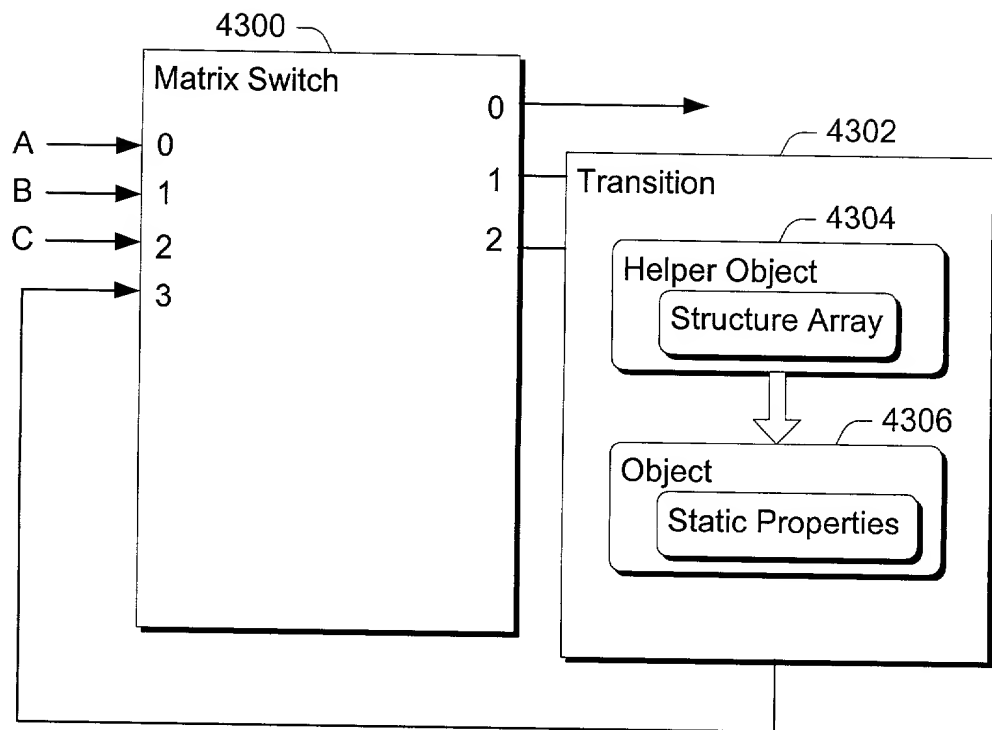 4300
Matrix Switch
0
A
0
4302
B
1
1
Transition
C
2
2
4304
3
Helper Object
Structure Array
4306
Object
Static Properties